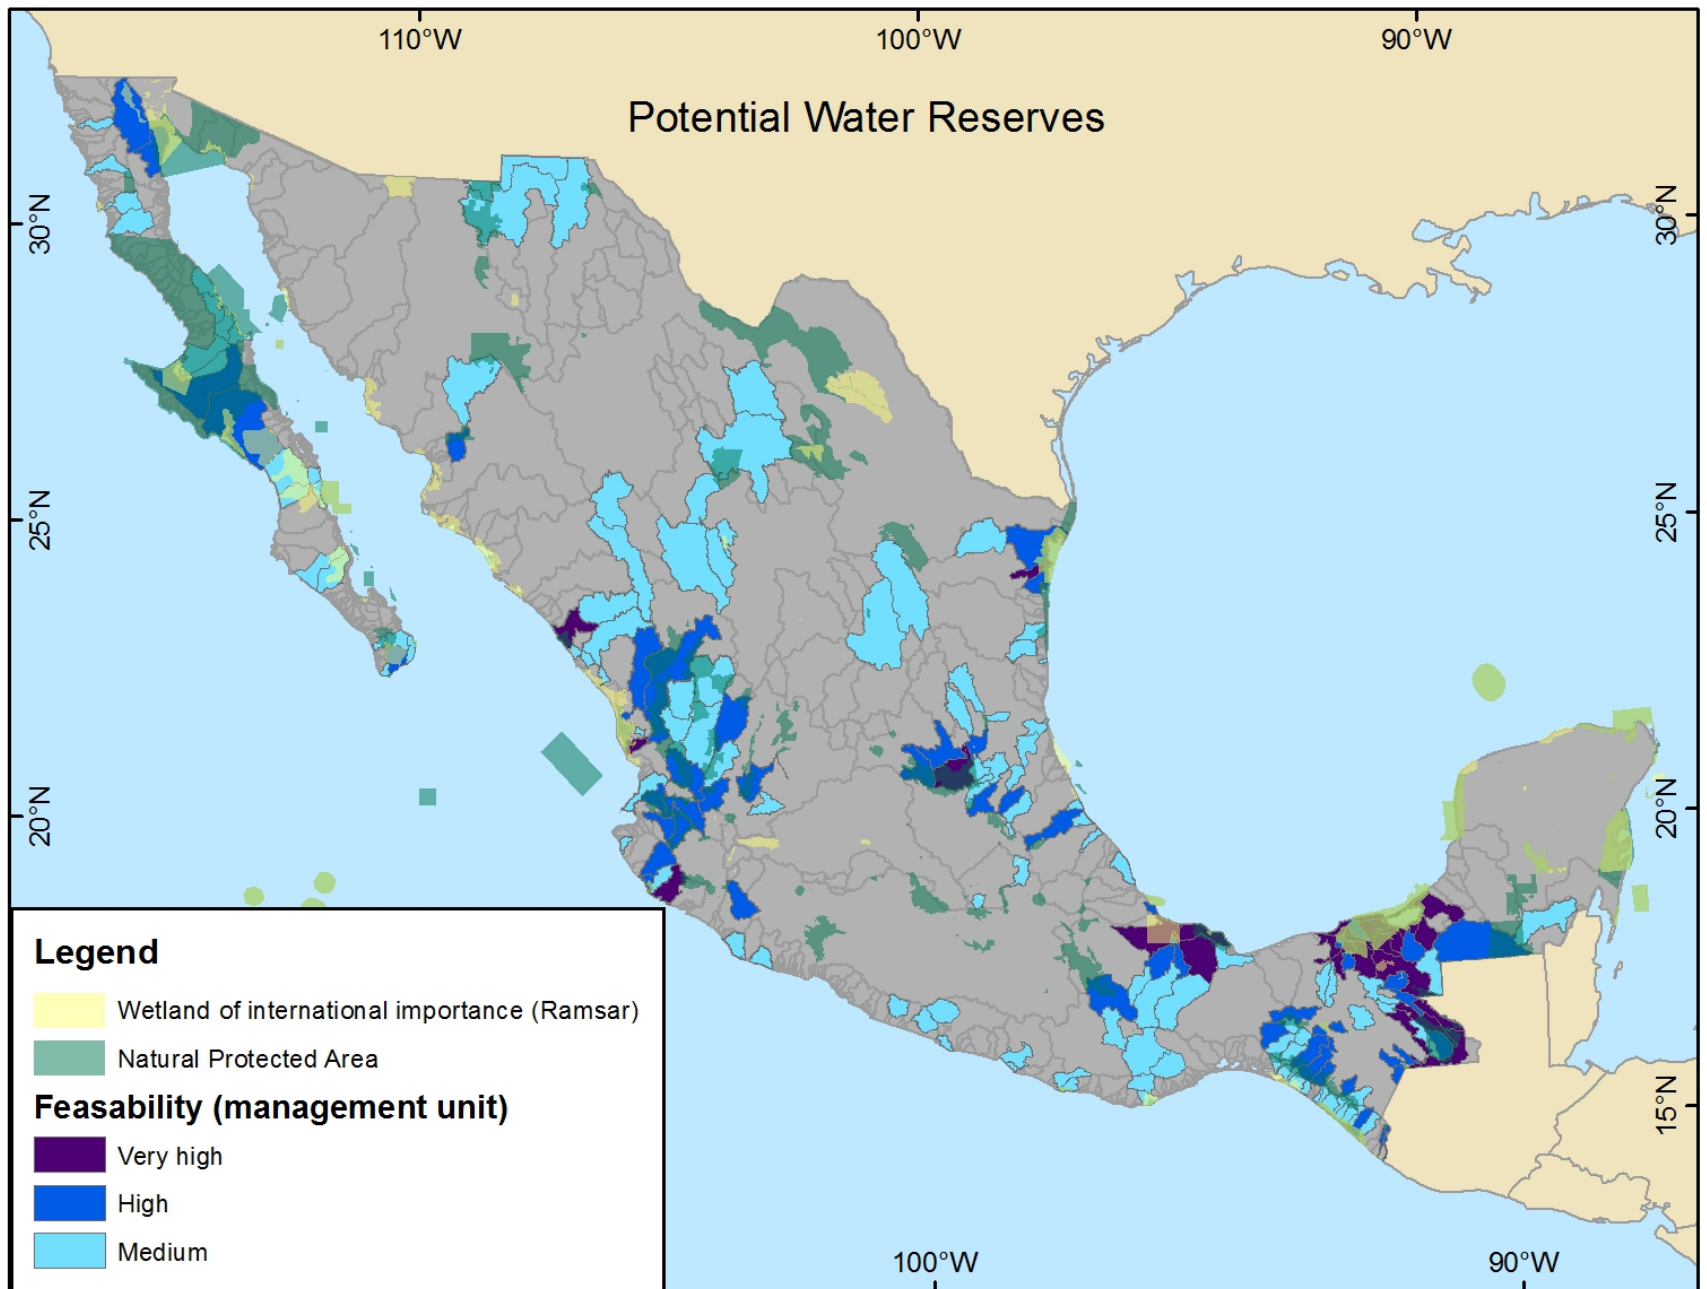 110°W
100°W
90°W
Potential Water Reserves
30°N
30°N
25°N
25°N
20°N
20°N
15°N
Legend
Wetland of international importance (Ramsar)
Natural Protected Area
Feasability (management unit)
Very high
High
Medium
100°W
90°W